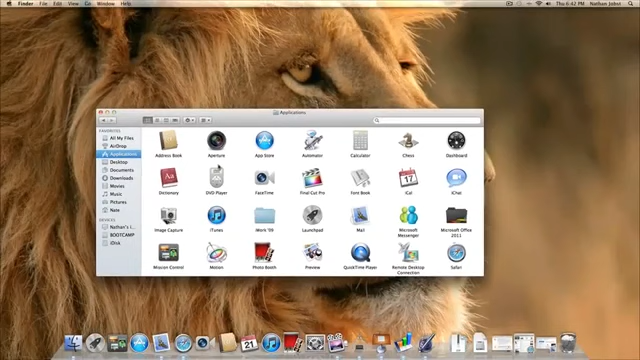 Finder File Edit View Go Window Help
Thu 6:42 PM Nathan Jobst
Applications
FAVORITES
All My Files
AirDrop
Applications
Desktop
Documents
Downloads
Movies
Music
Pictures
Nate
DEVICES
Nathan's i...
BOOTCAMP
iDisk
Address Book Aperture App Store Automator Calculator Chess Dashboard
Dictionary DVD Player FaceTime Final Cut Pro Font Book iCal iChat
Image Capture iTunes iWork '09 Launchpad Mail Microsoft Messenger Microsoft Office 2011
Mission Control Motion Photo Booth Preview QuickTime Player Remote Desktop Connection Safari